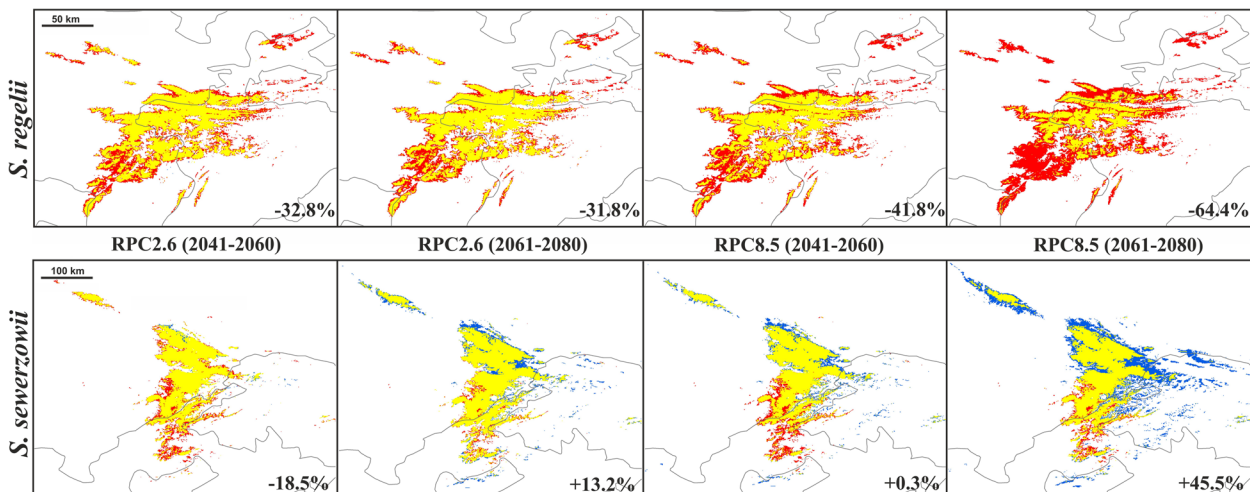 50 km
S. regelii
-32.8%
-31.8%
-41.8%
-64.4%
RPC2.6 (2041-2060)
RPC2.6 (2061-2080)
RPC8.5 (2041-2060)
RPC8.5 (2061-2080)
100 km
S. sewerzowii
-18.5%
+13.2%
+0.3%
+45.5%